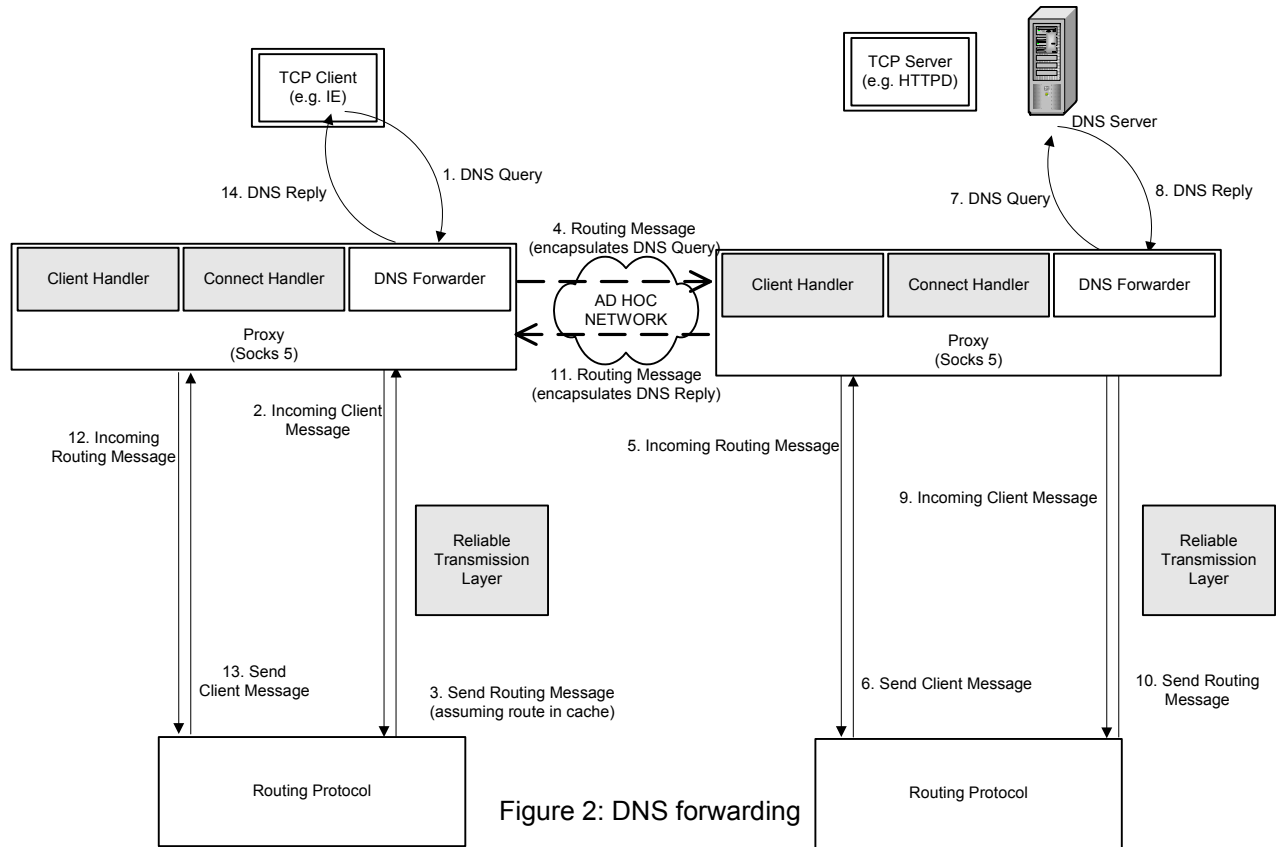 TCP Client
(e.g. IE)
TCP Server
(e.g. HTTPD)
DNS Server
1. DNS Query
14. DNS Reply
7. DNS Query
8. DNS Reply
4. Routing Message
(encapsulates DNS Query)
Client Handler
Connect Handler
DNS Forwarder
Proxy
(Socks 5)
AD HOC
NETWORK
Client Handler
Connect Handler
DNS Forwarder
Proxy
(Socks 5)
11. Routing Message
(encapsulates DNS Reply)
2. Incoming Client
Message
12. Incoming
Routing Message
5. Incoming Routing Message
9. Incoming Client Message
Reliable
Transmission
Layer
Reliable
Transmission
Layer
13. Send
Client Message
3. Send Routing Message
(assuming route in cache)
6. Send Client Message
10. Send Routing
Message
Routing Protocol
Routing Protocol
Figure 2: DNS forwarding